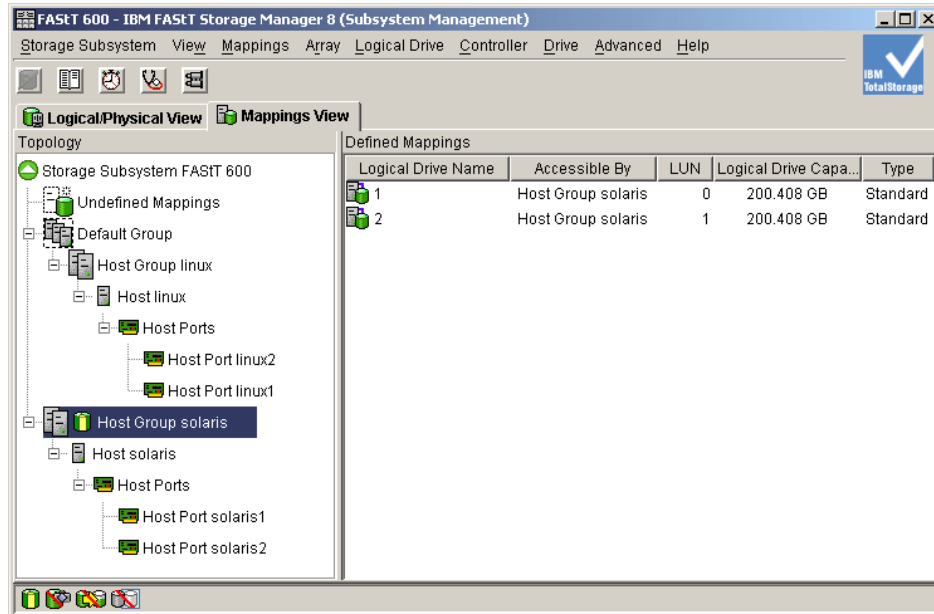 FAStT 600 - IBM FAStT Storage Manager 8 (Subsystem Management)
Storage Subsystem View Mappings Array Logical Drive Controller Drive Advanced Help
IBM
TotalStorage
Logical/Physical View Mappings View
Topology
Storage Subsystem FAStT 600
Undefined Mappings
Default Group
Host Group linux
Host linux
Host Ports
Host Port linux2
Host Port linux1
Host Group solaris
Host solaris
Host Ports
Host Port solaris1
Host Port solaris2
Defined Mappings
Logical Drive Name Accessible By LUN Logical Drive Capa... Type
1 Host Group solaris 0 200.408 GB Standard
2 Host Group solaris 1 200.408 GB Standard